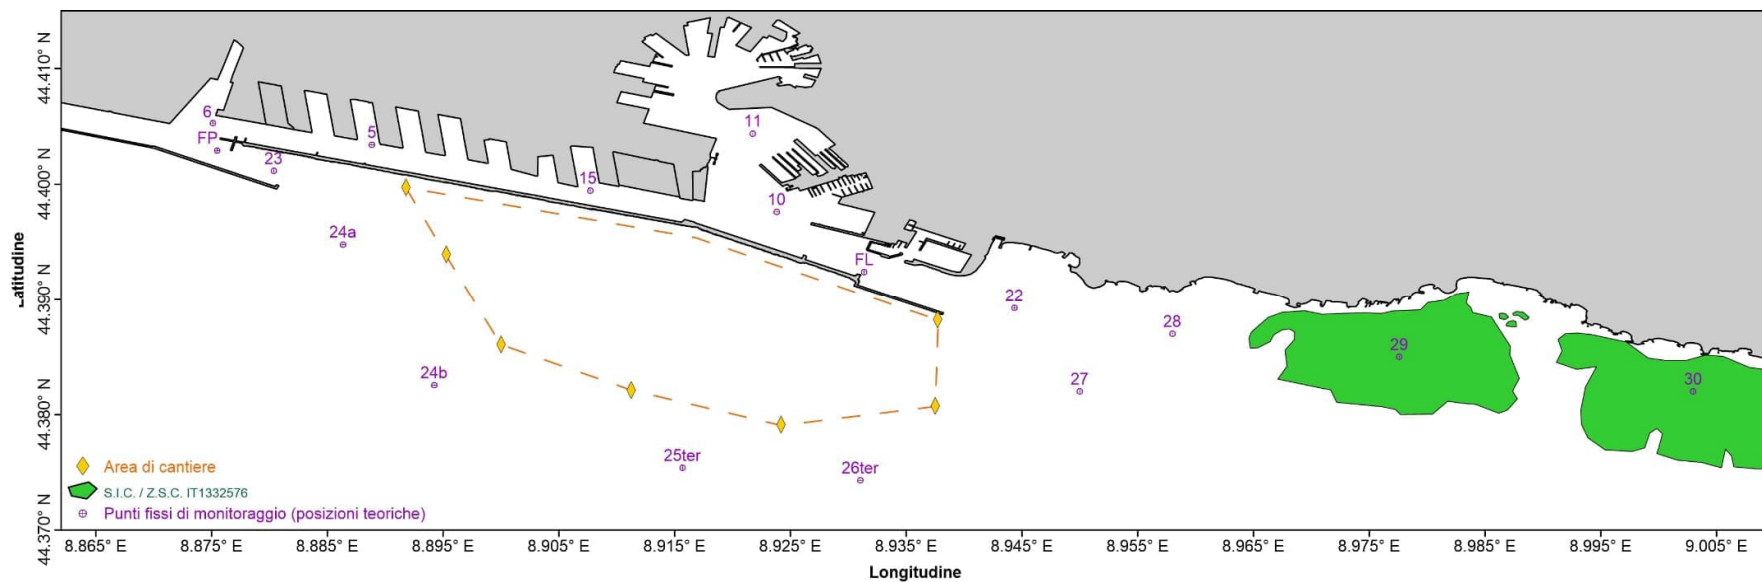 44.410° N
44.400° N
44.390° N
44.380° N
44.370° N
Latitudine
6
FP
23
5
15
11
10
FL
24a
24b
22
28
27
29
30
25ter
26ter
Area di cantiere
S.I.C. / Z.S.C. IT1332576
Punti fissi di monitoraggio (posizioni teoriche)
8.865° E 8.875° E 8.885° E 8.895° E 8.905° E 8.915° E 8.925° E 8.935° E 8.945° E 8.955° E 8.965° E 8.975° E 8.985° E 8.995° E 9.005° E
Longitudine